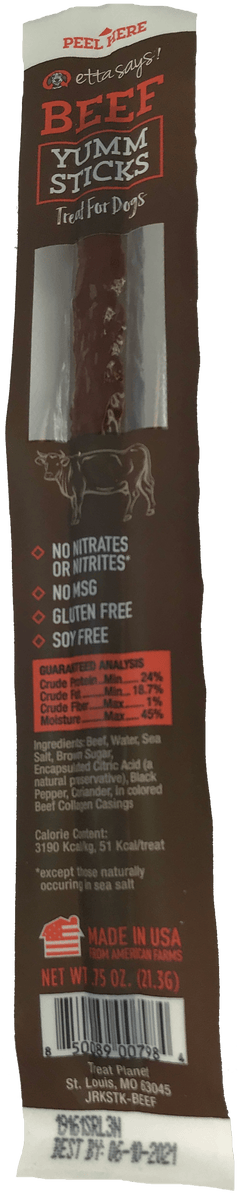 PEEL HERE
etta says!
BEEF
YUMM
STICKS
Treat For Dogs
NO NITRATES
OR NITRITES*
NO MSG
GLUTEN FREE
SOY FREE
GUARANTEED ANALYSIS
Crude Protein...Min.....24%
Crude Fat.......Min...18.7%
Crude Fiber.....Max.....1%
Moisture........Max....45%
Ingredients: Beef, Water, Sea
Salt, Brown Sugar,
Encapsulated Citric Acid (a
natural preservative), Black
Pepper, Coriander, in colored
Beef Collagen Casings
Calorie Content:
3190 Kcal/kg, 51 Kcal/treat
*except those naturally
occuring in sea salt
MADE IN USA
FROM AMERICAN FARMS
NET WT .75 OZ. (21.3G)
8 50089 00798 4
Treat Planet
St. Louis, MO 63045
JRKSTK-BEEF
BEST BY: 06-10-2021